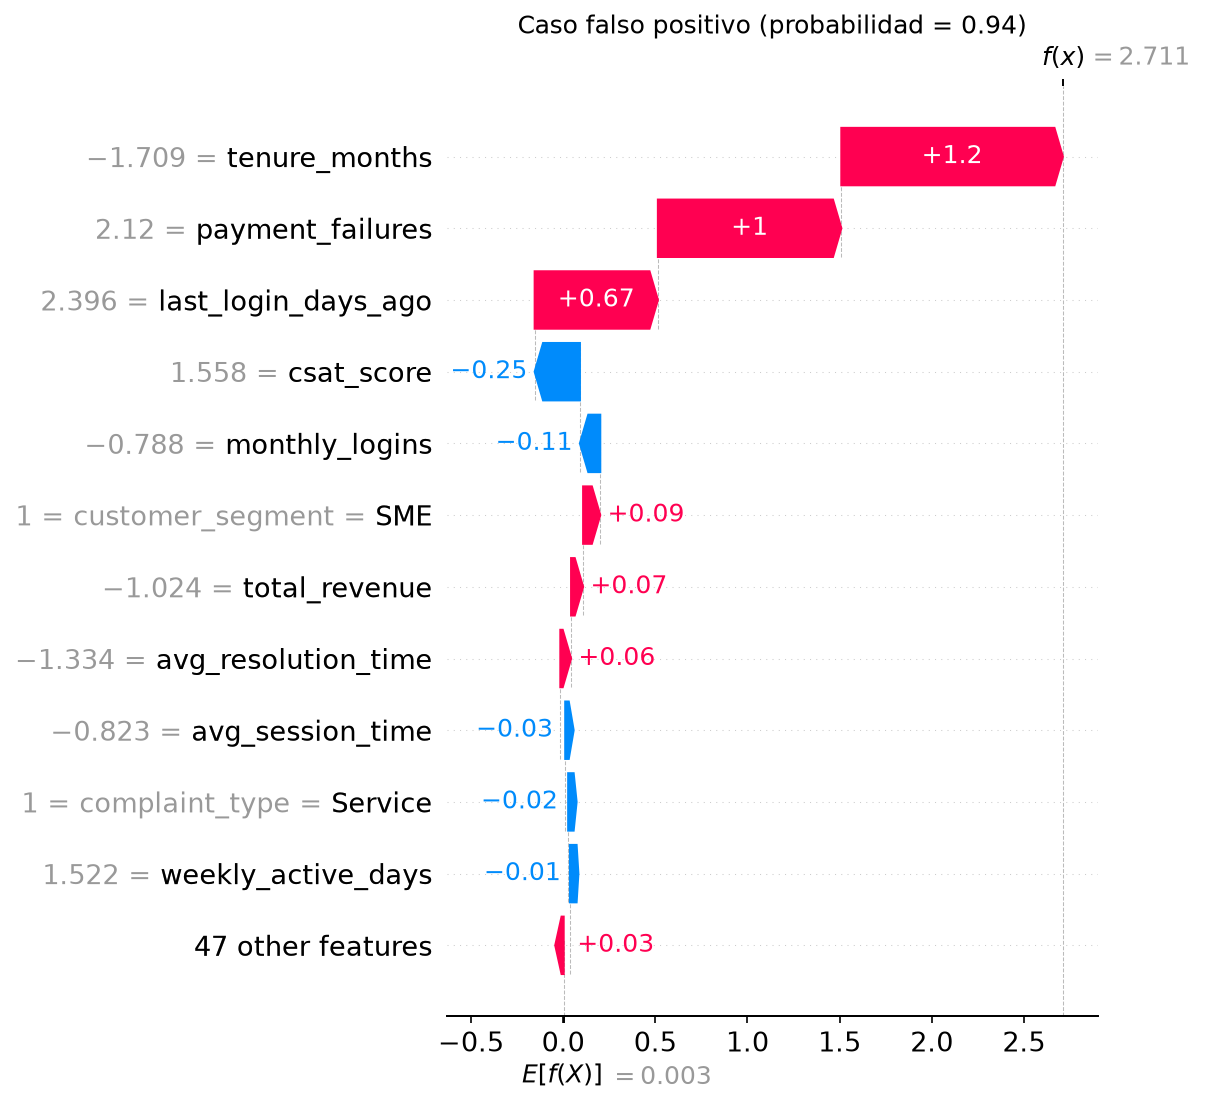 Caso falso positivo (probabilidad = 0.94)
f(x) = 2.711
−1.709 = tenure_months +1.2
2.12 = payment_failures +1
2.396 = last_login_days_ago +0.67
1.558 = csat_score −0.25
−0.788 = monthly_logins −0.11
1 = customer_segment = SME +0.09
−1.024 = total_revenue +0.07
−1.334 = avg_resolution_time +0.06
−0.823 = avg_session_time −0.03
1 = complaint_type = Service −0.02
1.522 = weekly_active_days −0.01
47 other features +0.03
−0.5 0.0 0.5 1.0 1.5 2.0 2.5
E[f(X)] = 0.003